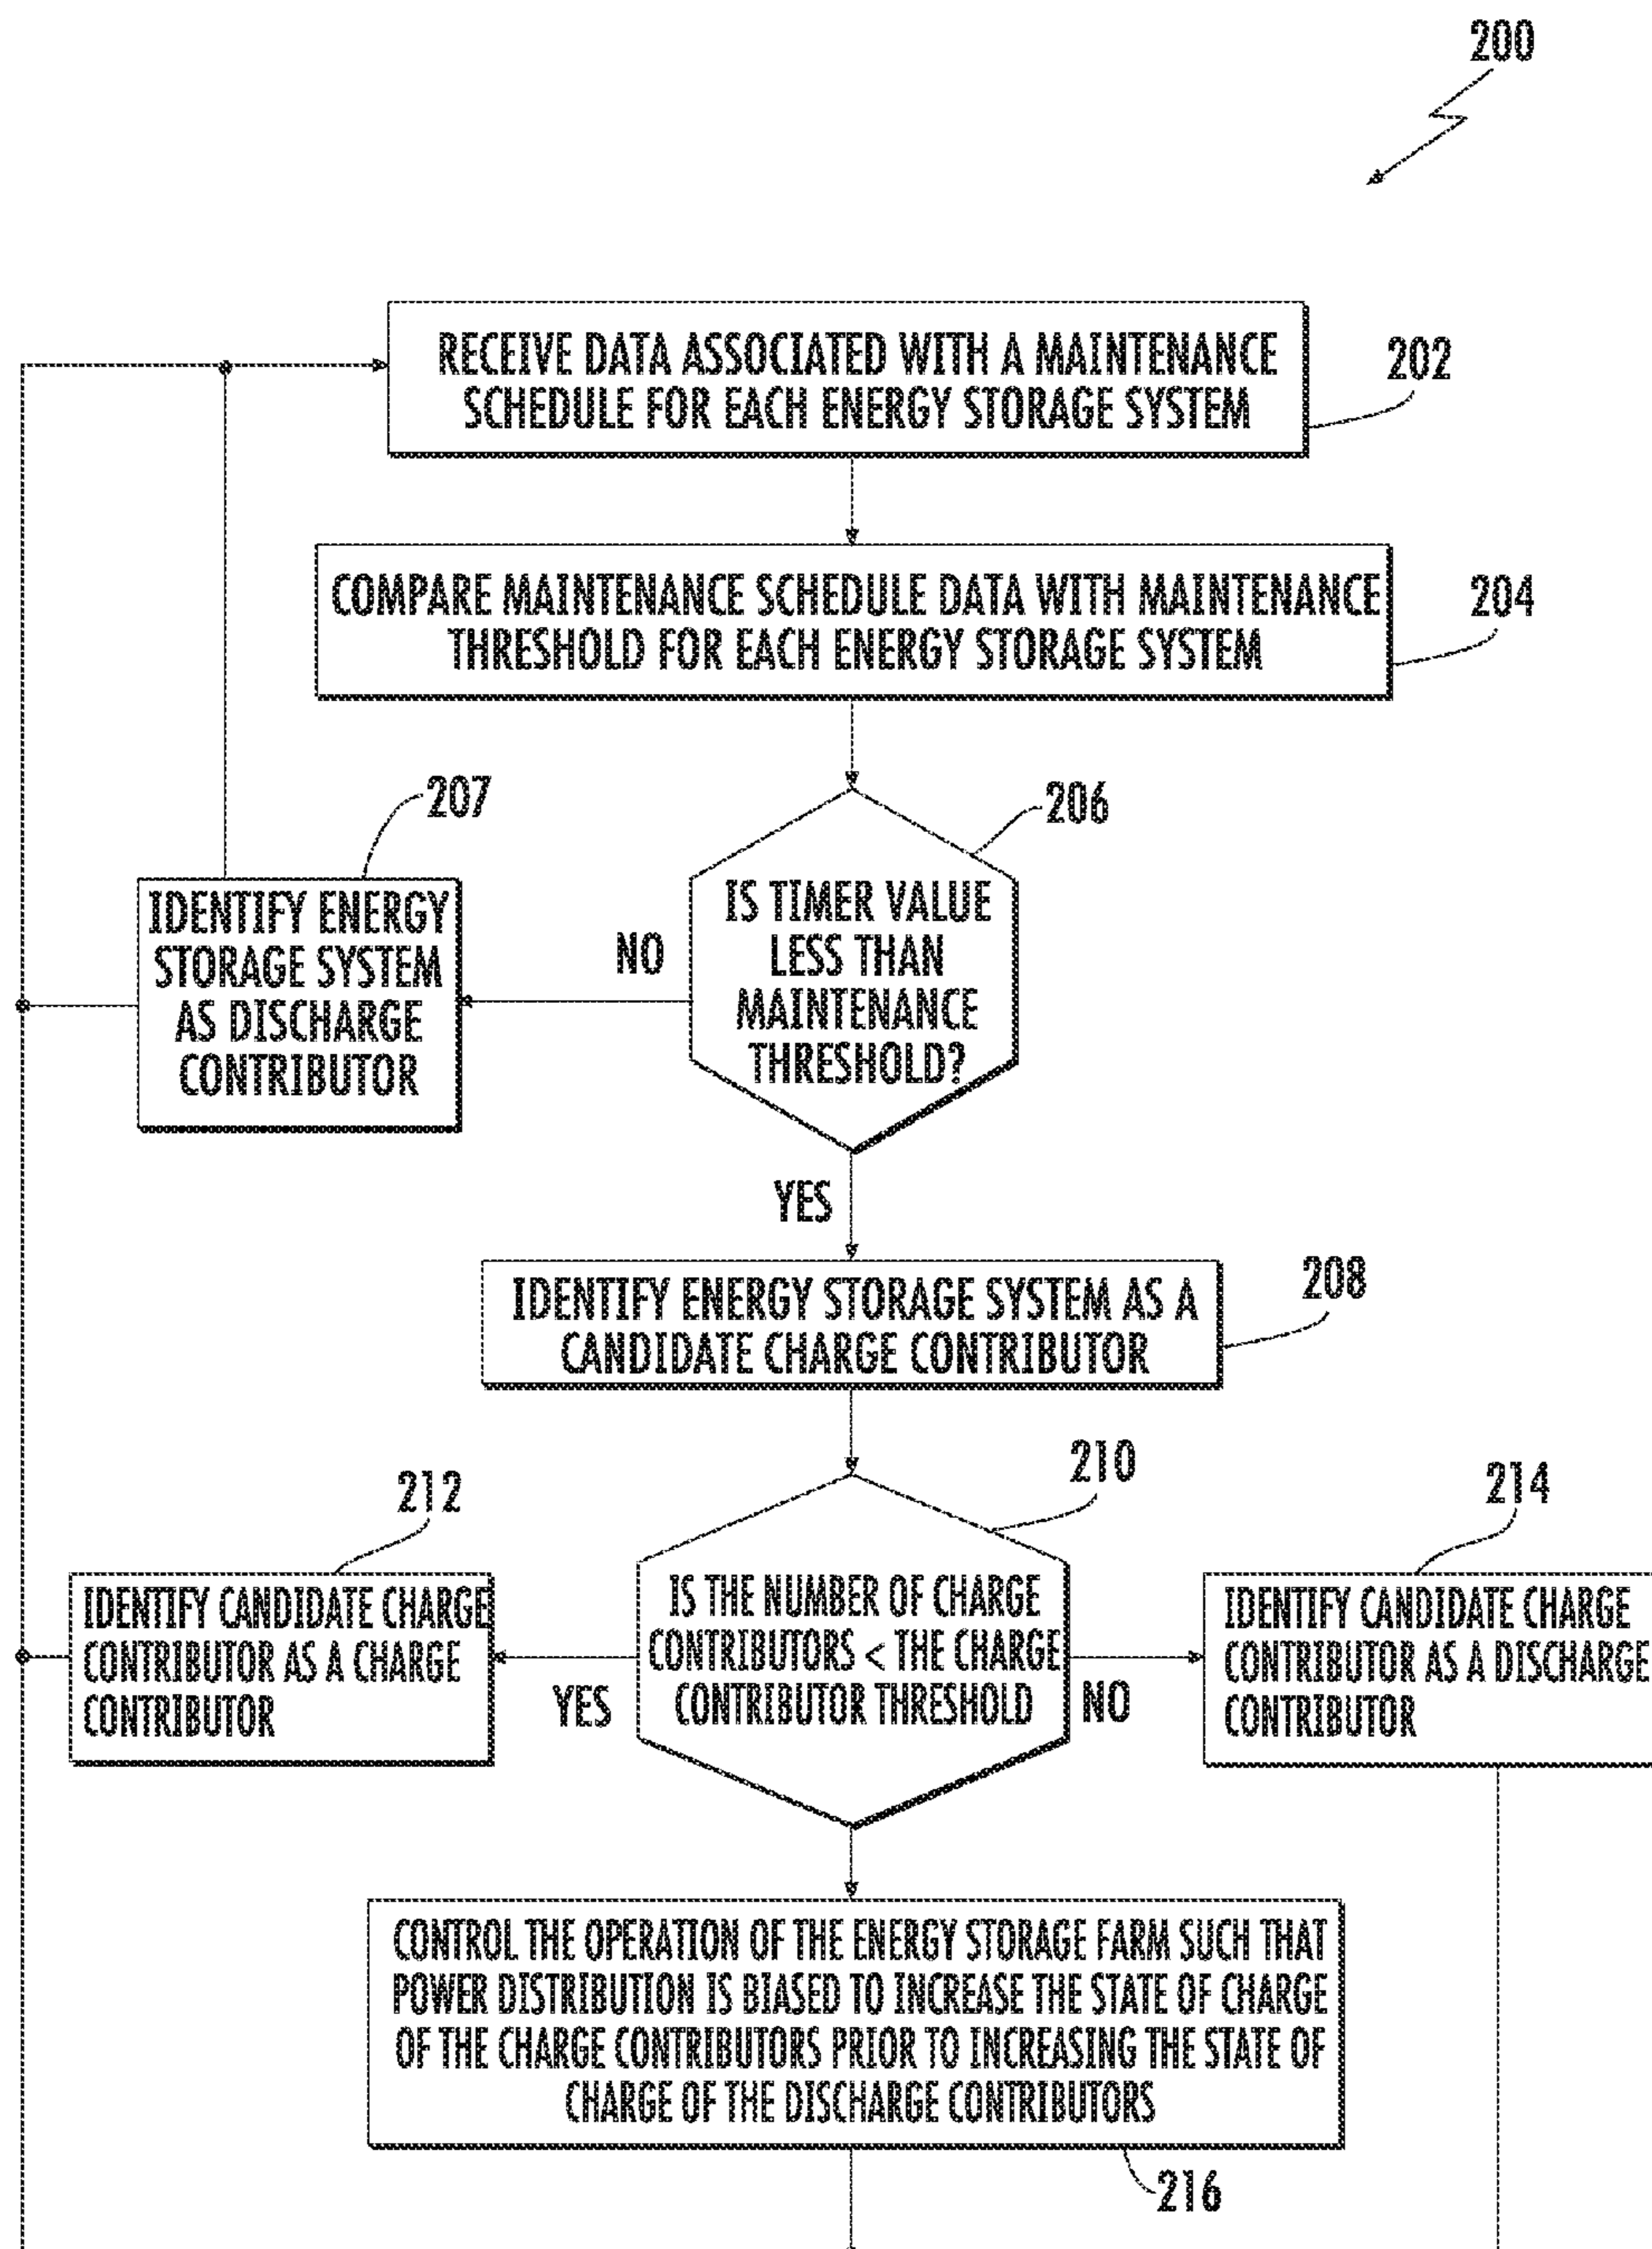 200
RECEIVE DATA ASSOCIATED WITH A MAINTENANCE
SCHEDULE FOR EACH ENERGY STORAGE SYSTEM
202
COMPARE MAINTENANCE SCHEDULE DATA WITH MAINTENANCE
THRESHOLD FOR EACH ENERGY STORAGE SYSTEM
204
207
IDENTIFY ENERGY
STORAGE SYSTEM
AS DISCHARGE
CONTRIBUTOR
NO
206
IS TIMER VALUE
LESS THAN
MAINTENANCE
THRESHOLD?
YES
IDENTIFY ENERGY STORAGE SYSTEM AS A
CANDIDATE CHARGE CONTRIBUTOR
208
212
IDENTIFY CANDIDATE CHARGE
CONTRIBUTOR AS A CHARGE
CONTRIBUTOR
YES
210
IS THE NUMBER OF CHARGE
CONTRIBUTORS < THE CHARGE
CONTRIBUTOR THRESHOLD
NO
214
IDENTIFY CANDIDATE CHARGE
CONTRIBUTOR AS A DISCHARGE
CONTRIBUTOR
CONTROL THE OPERATION OF THE ENERGY STORAGE FARM SUCH THAT
POWER DISTRIBUTION IS BIASED TO INCREASE THE STATE OF CHARGE
OF THE CHARGE CONTRIBUTORS PRIOR TO INCREASING THE STATE OF
CHARGE OF THE DISCHARGE CONTRIBUTORS
216